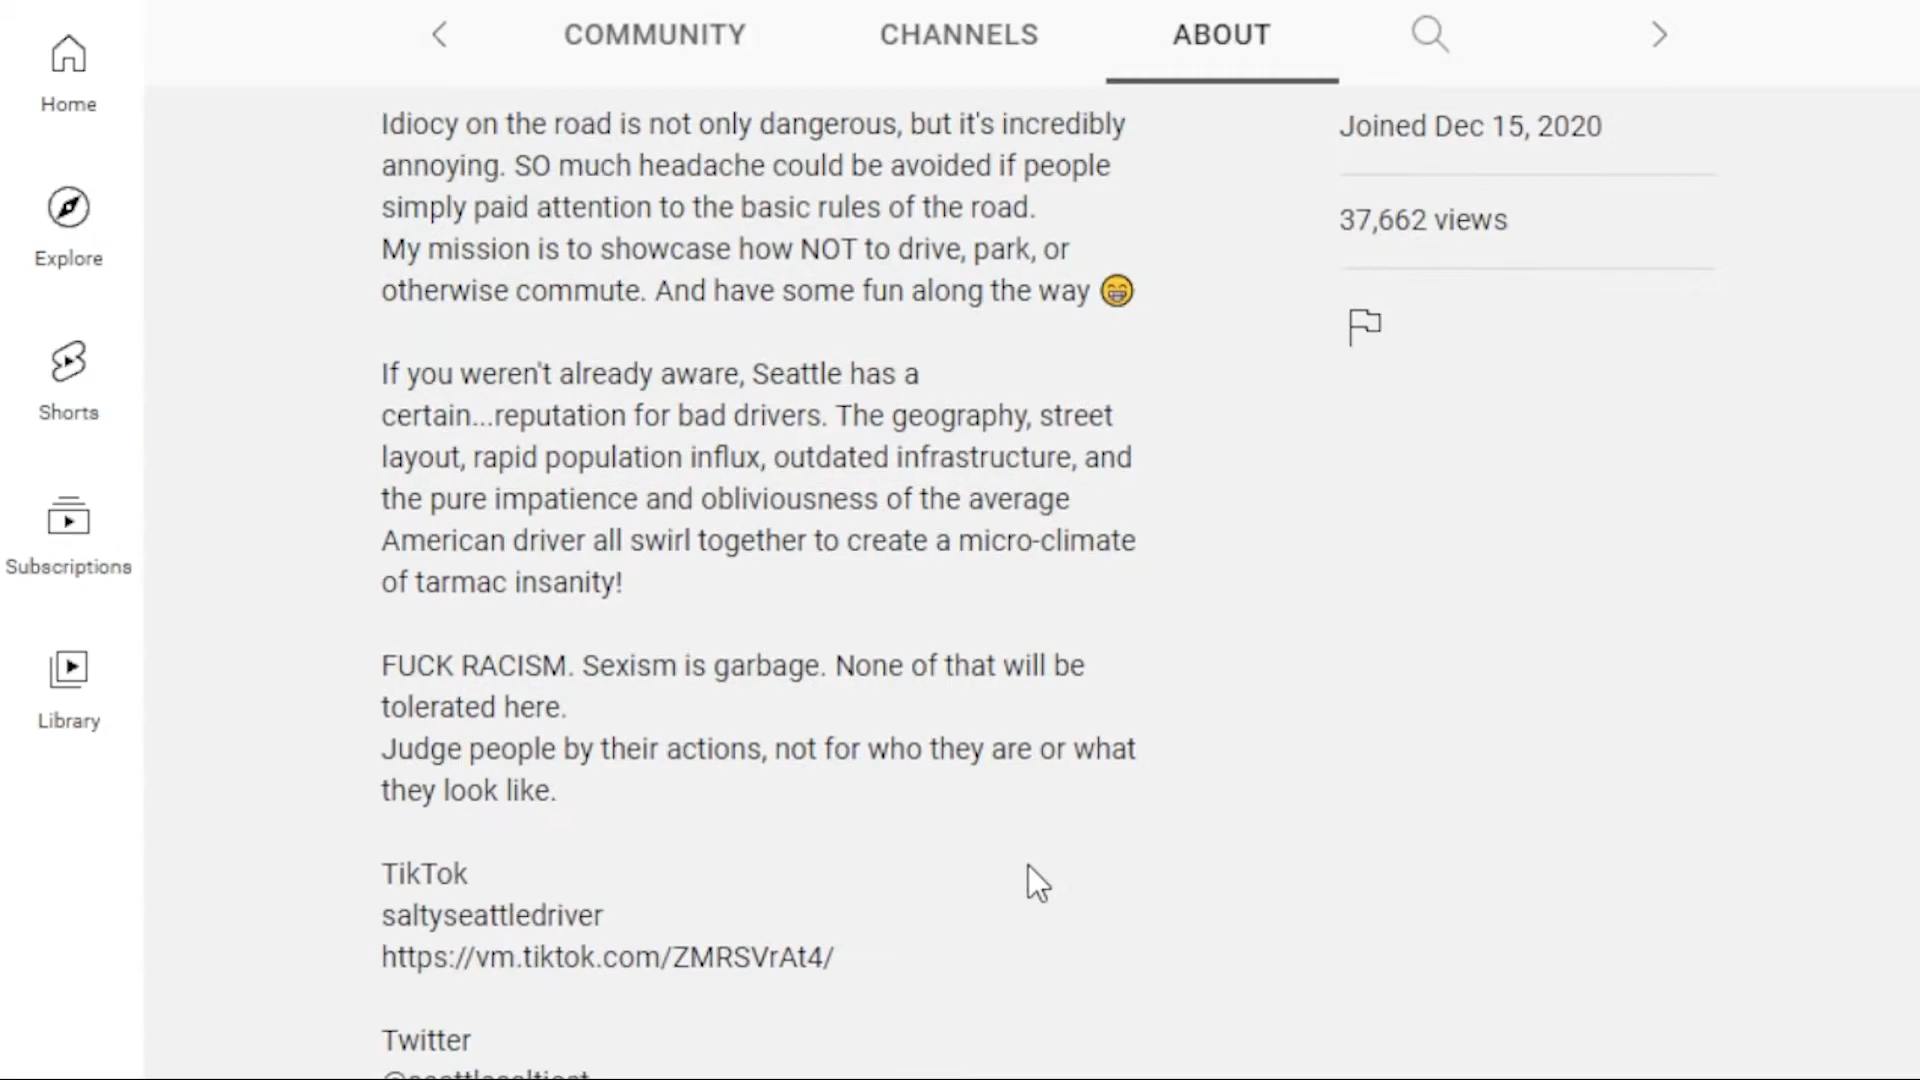 COMMUNITY
CHANNELS
ABOUT
Home
Explore
Shorts
Subscriptions
Library
Idiocy on the road is not only dangerous, but it's incredibly
annoying. SO much headache could be avoided if people
simply paid attention to the basic rules of the road.
My mission is to showcase how NOT to drive, park, or
otherwise commute. And have some fun along the way 😁
If you weren't already aware, Seattle has a
certain...reputation for bad drivers. The geography, street
layout, rapid population influx, outdated infrastructure, and
the pure impatience and obliviousness of the average
American driver all swirl together to create a micro-climate
of tarmac insanity!
FUCK RACISM. Sexism is garbage. None of that will be
tolerated here.
Judge people by their actions, not for who they are or what
they look like.
TikTok
saltyseattledriver
https://vm.tiktok.com/ZMRSVrAt4/
Twitter
Joined Dec 15, 2020
37,662 views